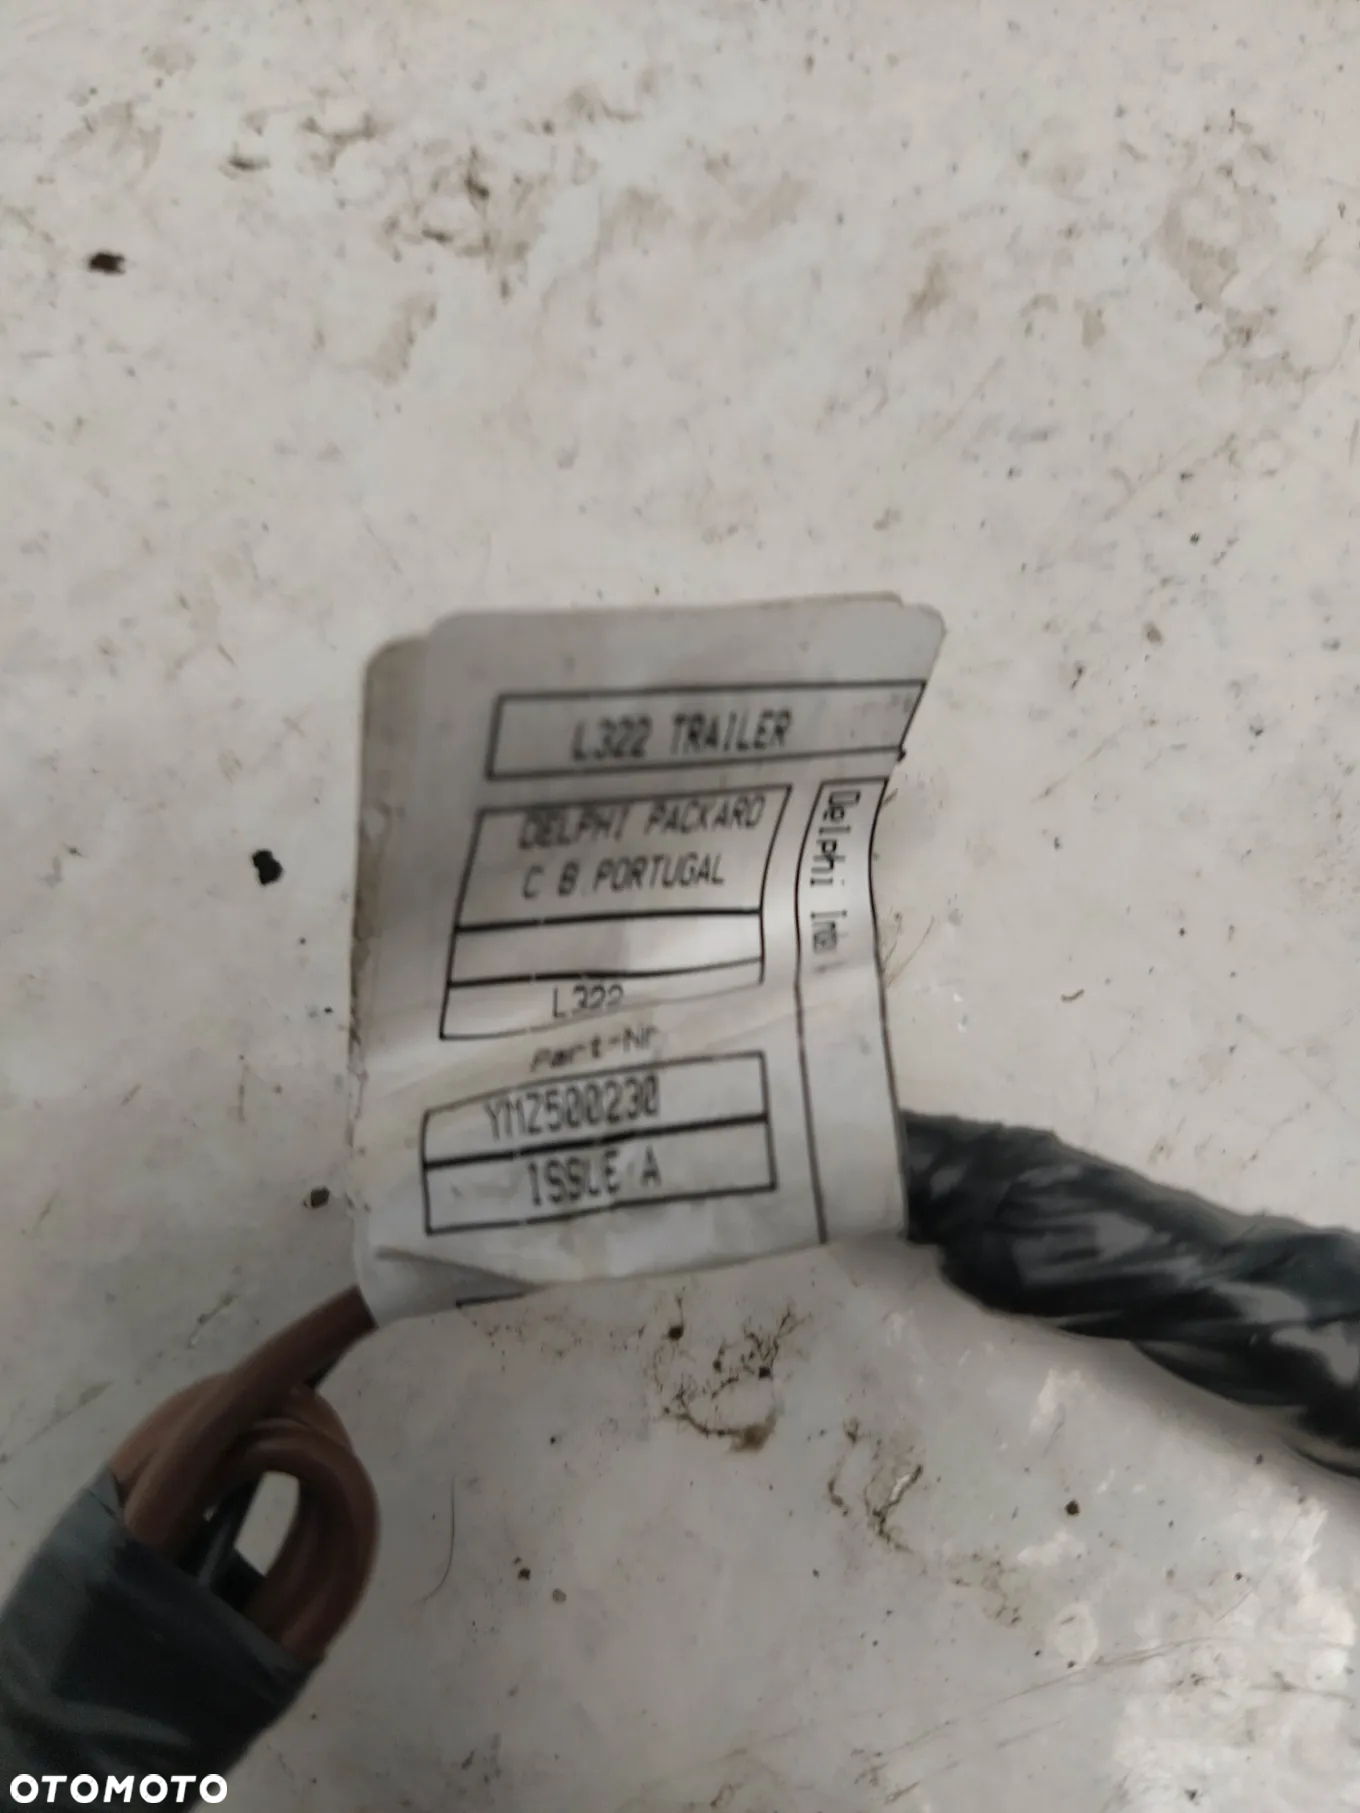 L322 TRAILER
DELPHI PACKARD
C B PORTUGAL
L322
Part-Nr
YMZ500230
ISSUE A
Delphi
OTOMOTO